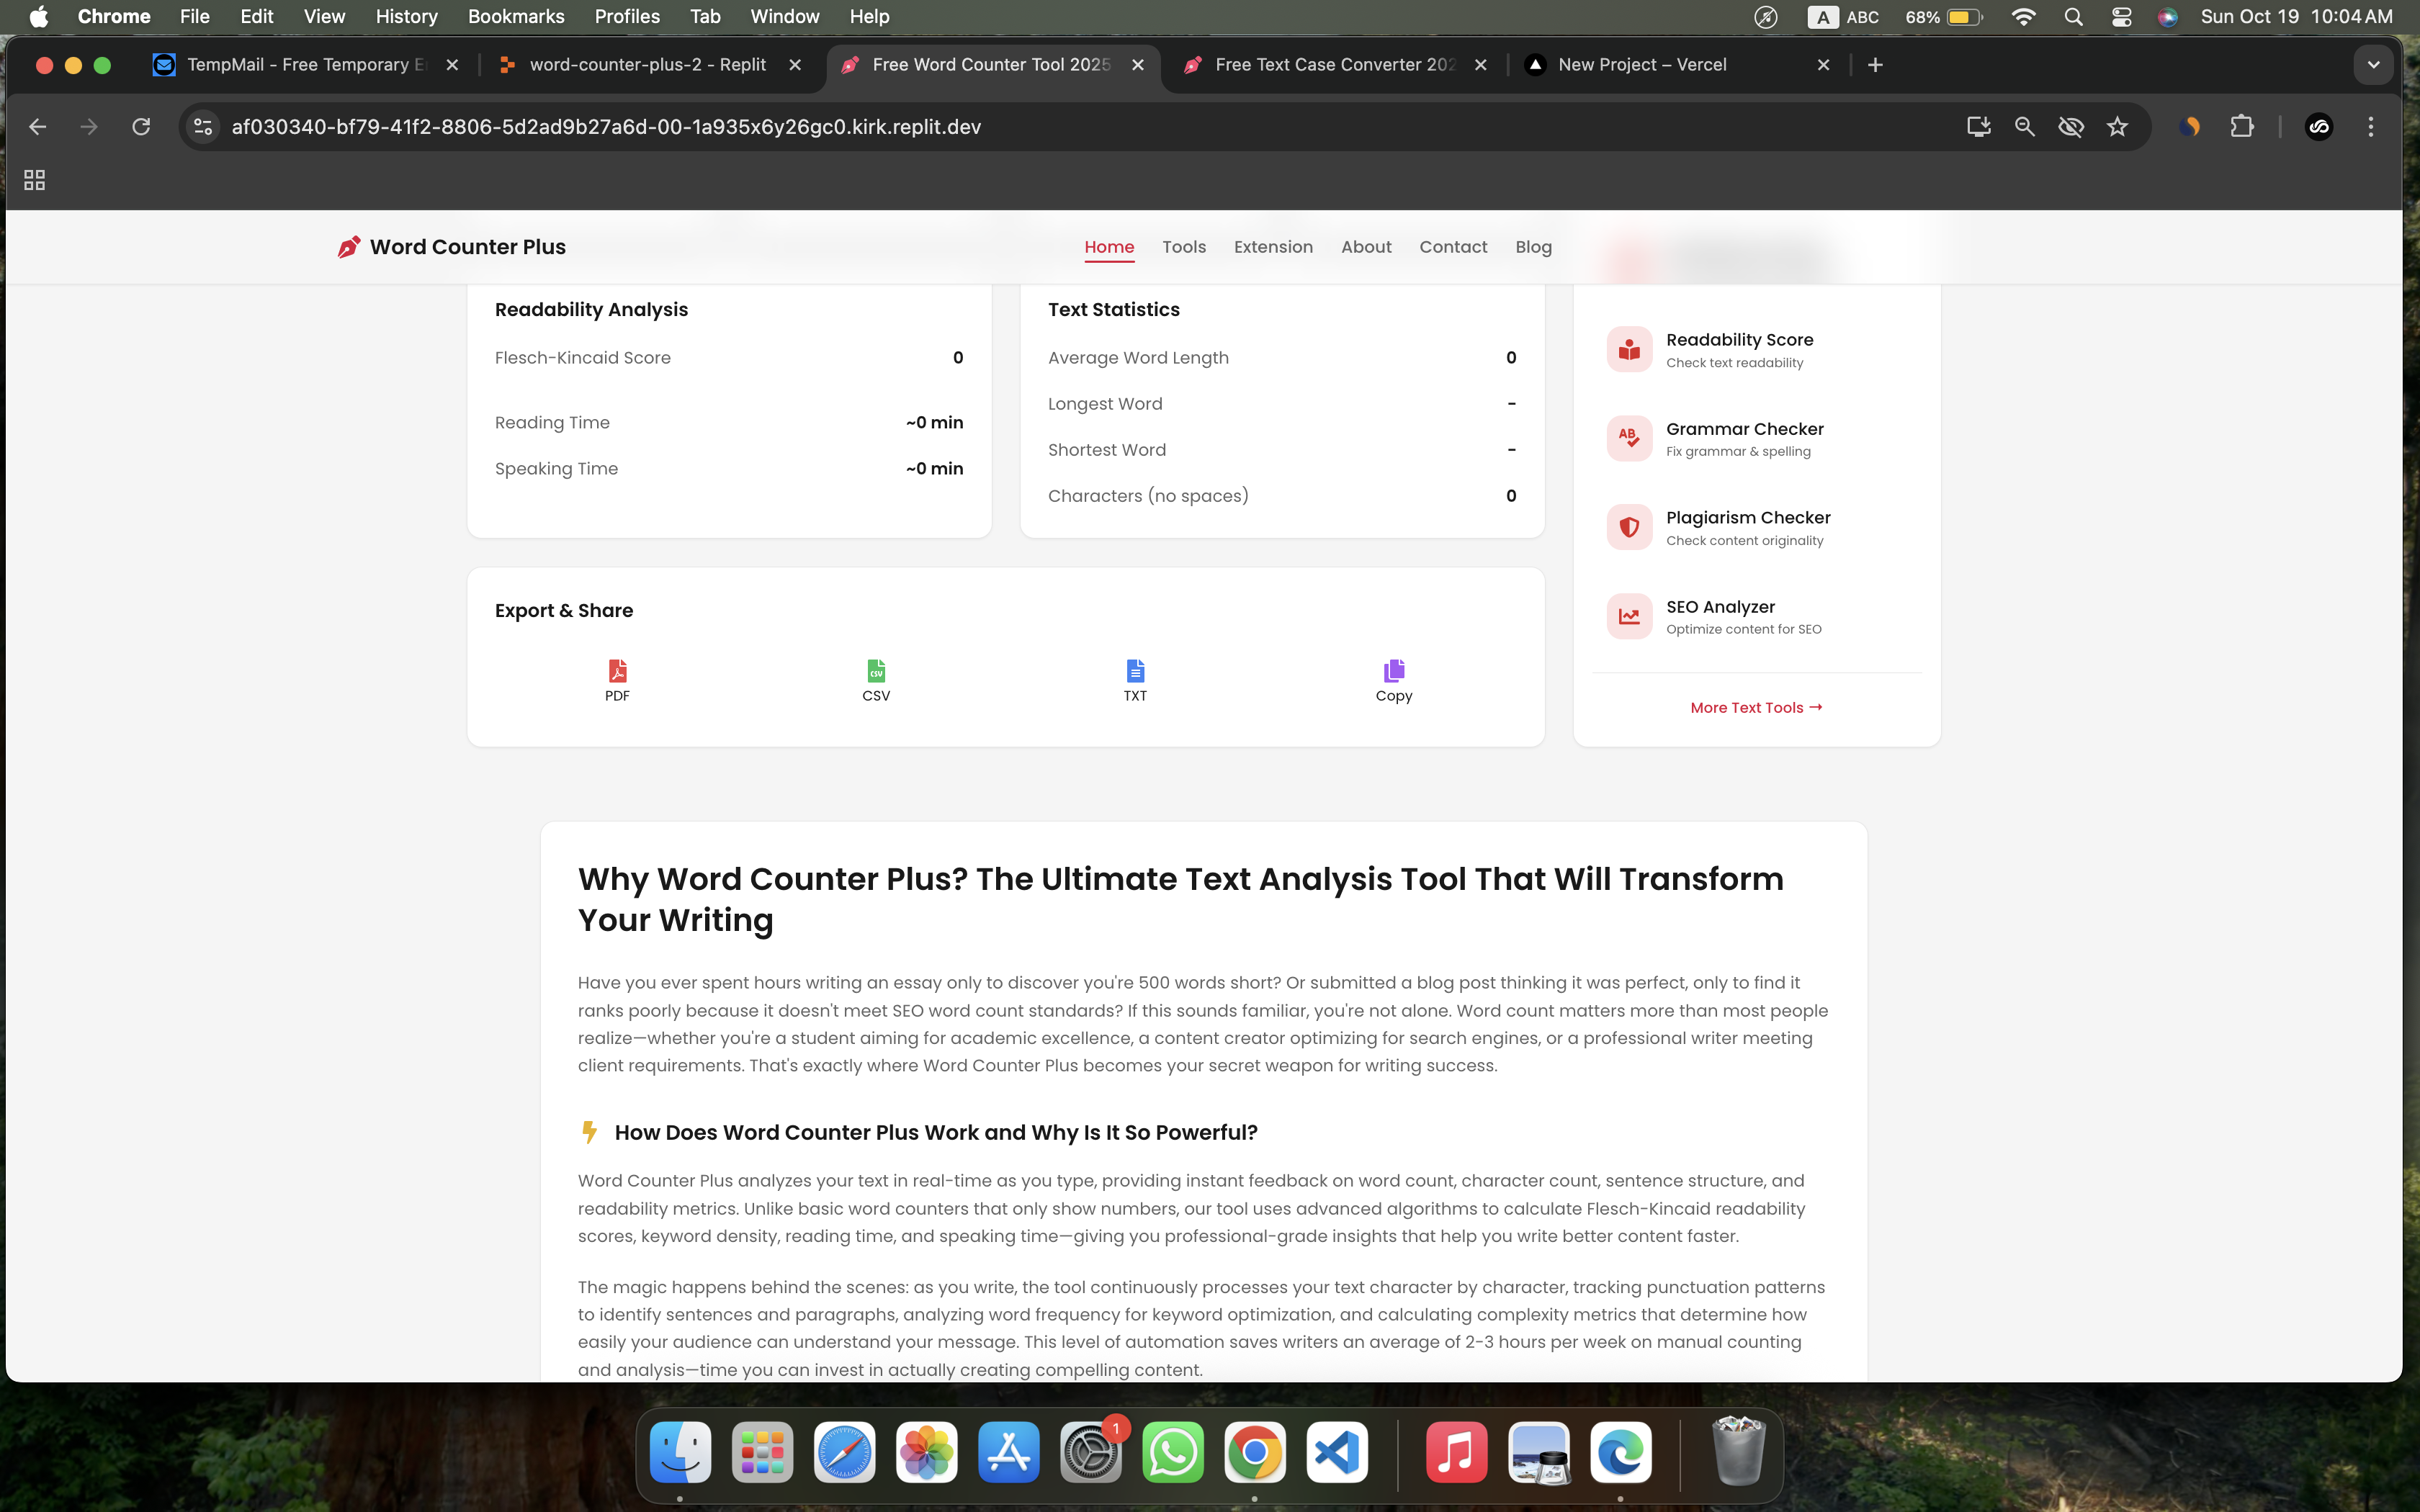 Chrome File Edit View History Bookmarks Profiles Tab Window Help
A ABC 68% Sun Oct 19 10:04 AM
TempMail - Free Temporary E
word-counter-plus-2 - Replit
Free Word Counter Tool 2025
Free Text Case Converter 202
New Project – Vercel
af030340-bf79-41f2-8806-5d2ad9b27a6d-00-1a935x6y26gc0.kirk.replit.dev
Word Counter Plus
Home Tools Extension About Contact Blog
Readability Analysis
Flesch-Kincaid Score 0
Reading Time ~0 min
Speaking Time ~0 min
Text Statistics
Average Word Length 0
Longest Word -
Shortest Word -
Characters (no spaces) 0
Readability Score
Check text readability
AB
Grammar Checker
Fix grammar & spelling
Plagiarism Checker
Check content originality
SEO Analyzer
Optimize content for SEO
More Text Tools →
Export & Share
PDF
CSV
CSV
TXT
Copy
Why Word Counter Plus? The Ultimate Text Analysis Tool That Will Transform
Your Writing
Have you ever spent hours writing an essay only to discover you're 500 words short? Or submitted a blog post thinking it was perfect, only to find it
ranks poorly because it doesn't meet SEO word count standards? If this sounds familiar, you're not alone. Word count matters more than most people
realize—whether you're a student aiming for academic excellence, a content creator optimizing for search engines, or a professional writer meeting
client requirements. That's exactly where Word Counter Plus becomes your secret weapon for writing success.
How Does Word Counter Plus Work and Why Is It So Powerful?
Word Counter Plus analyzes your text in real-time as you type, providing instant feedback on word count, character count, sentence structure, and
readability metrics. Unlike basic word counters that only show numbers, our tool uses advanced algorithms to calculate Flesch-Kincaid readability
scores, keyword density, reading time, and speaking time—giving you professional-grade insights that help you write better content faster.
The magic happens behind the scenes: as you write, the tool continuously processes your text character by character, tracking punctuation patterns
to identify sentences and paragraphs, analyzing word frequency for keyword optimization, and calculating complexity metrics that determine how
easily your audience can understand your message. This level of automation saves writers an average of 2-3 hours per week on manual counting
and analysis—time you can invest in actually creating compelling content.
1